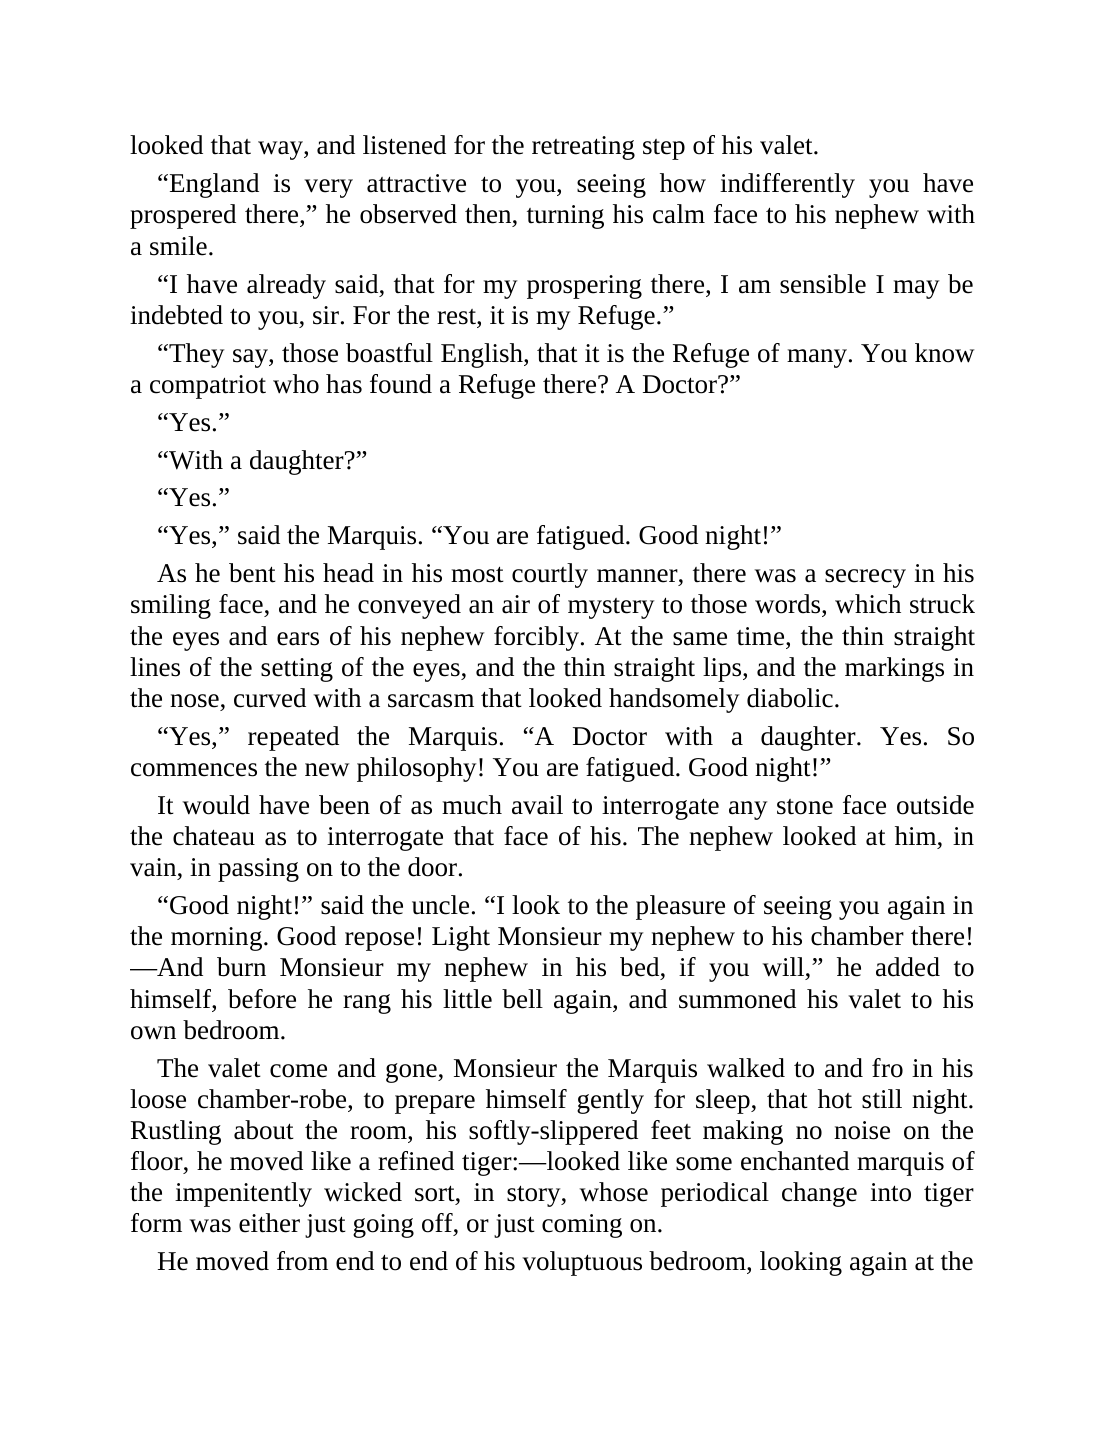 looked that way, and listened for the retreating step of his valet.
“England is very attractive to you, seeing how indifferently you have
prospered there,” he observed then, turning his calm face to his nephew with
a smile.
“I have already said, that for my prospering there, I am sensible I may be
indebted to you, sir. For the rest, it is my Refuge.”
“They say, those boastful English, that it is the Refuge of many. You know
a compatriot who has found a Refuge there? A Doctor?”
“Yes.”
“With a daughter?”
“Yes.”
“Yes,” said the Marquis. “You are fatigued. Good night!”
As he bent his head in his most courtly manner, there was a secrecy in his
smiling face, and he conveyed an air of mystery to those words, which struck
the eyes and ears of his nephew forcibly. At the same time, the thin straight
lines of the setting of the eyes, and the thin straight lips, and the markings in
the nose, curved with a sarcasm that looked handsomely diabolic.
“Yes,” repeated the Marquis. “A Doctor with a daughter. Yes. So
commences the new philosophy! You are fatigued. Good night!”
It would have been of as much avail to interrogate any stone face outside
the chateau as to interrogate that face of his. The nephew looked at him, in
vain, in passing on to the door.
“Good night!” said the uncle. “I look to the pleasure of seeing you again in
the morning. Good repose! Light Monsieur my nephew to his chamber there!
—And burn Monsieur my nephew in his bed, if you will,” he added to
himself, before he rang his little bell again, and summoned his valet to his
own bedroom.
The valet come and gone, Monsieur the Marquis walked to and fro in his
loose chamber-robe, to prepare himself gently for sleep, that hot still night.
Rustling about the room, his softly-slippered feet making no noise on the
floor, he moved like a refined tiger:—looked like some enchanted marquis of
the impenitently wicked sort, in story, whose periodical change into tiger
form was either just going off, or just coming on.
He moved from end to end of his voluptuous bedroom, looking again at the